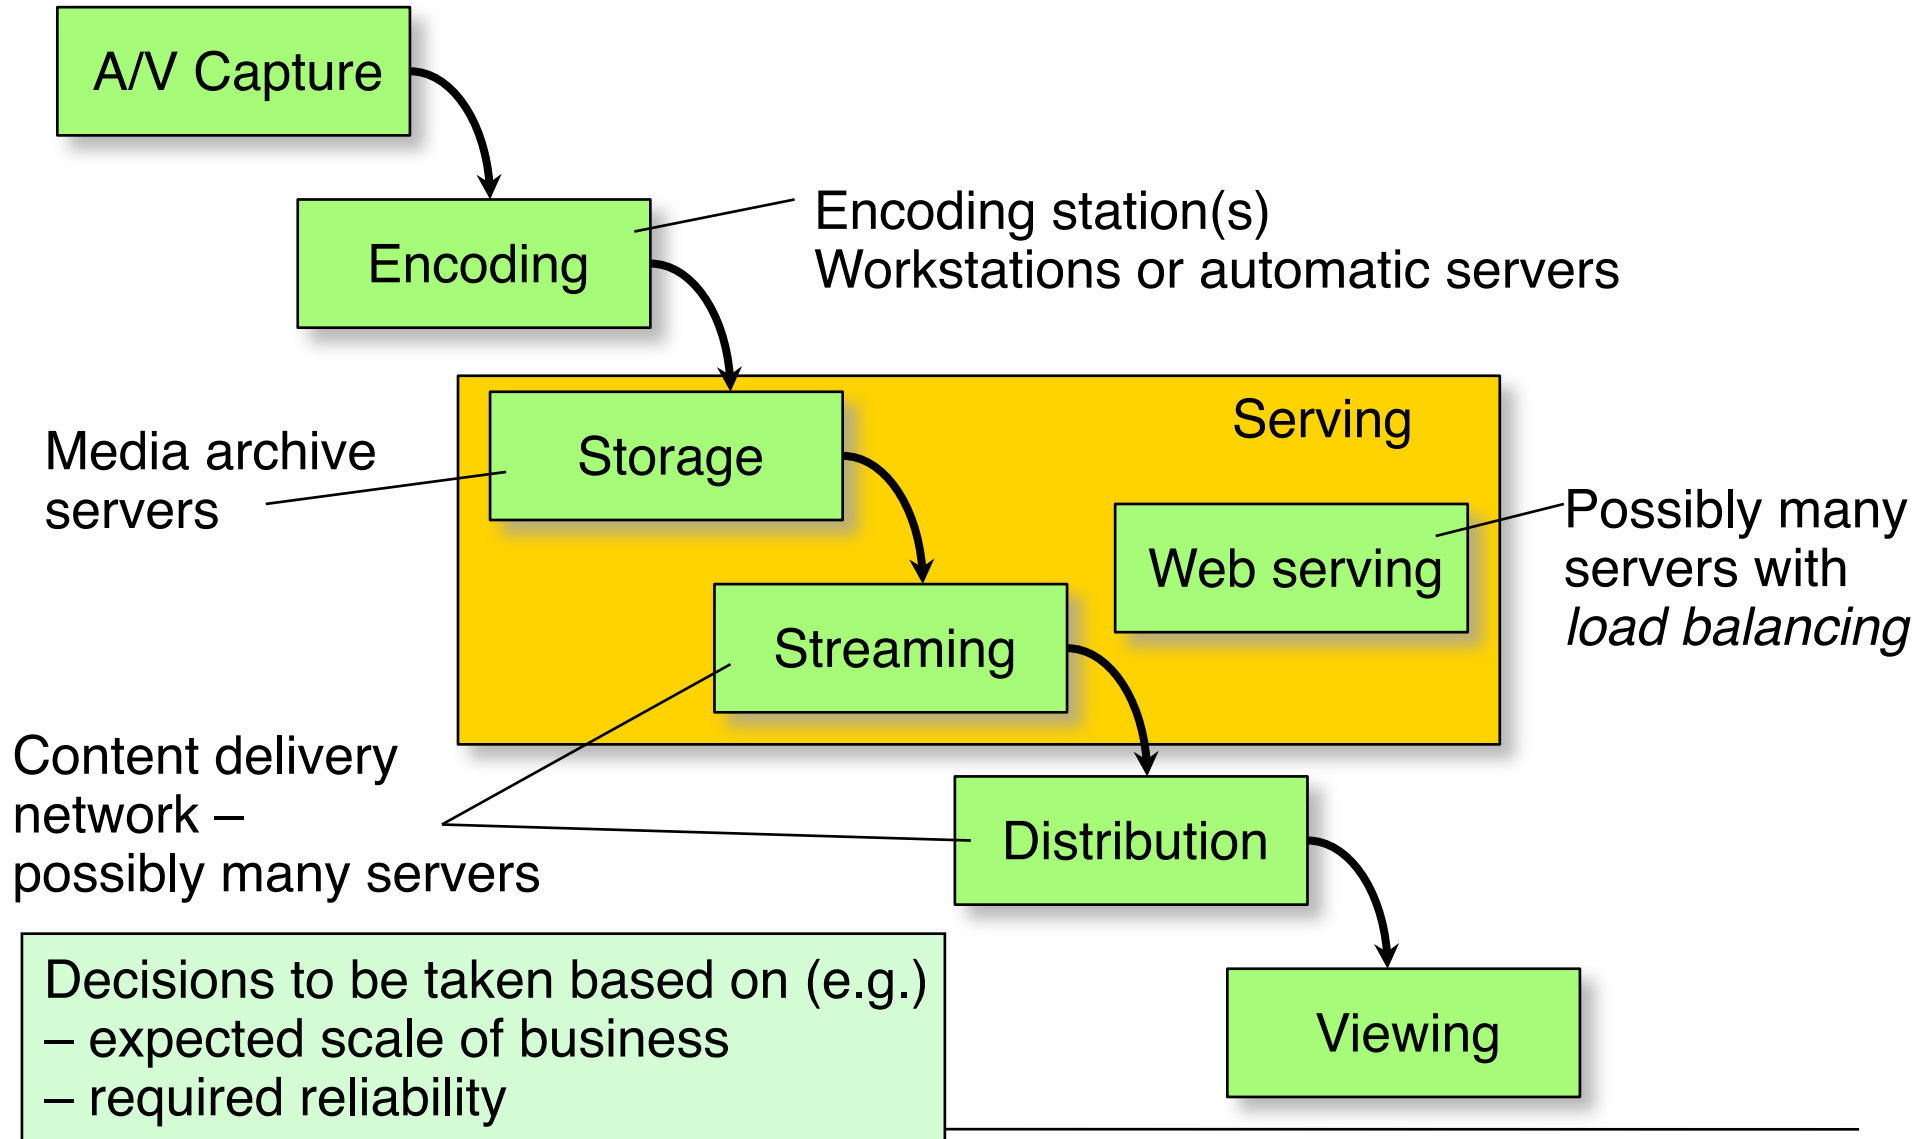 A/V Capture
Encoding
Encoding station(s)
Workstations or automatic servers
Serving
Storage
Media archive
servers
Web serving
Possibly many
servers with
load balancing
Streaming
Content delivery
network –
possibly many servers
Distribution
Viewing
Decisions to be taken based on (e.g.)
– expected scale of business
– required reliability